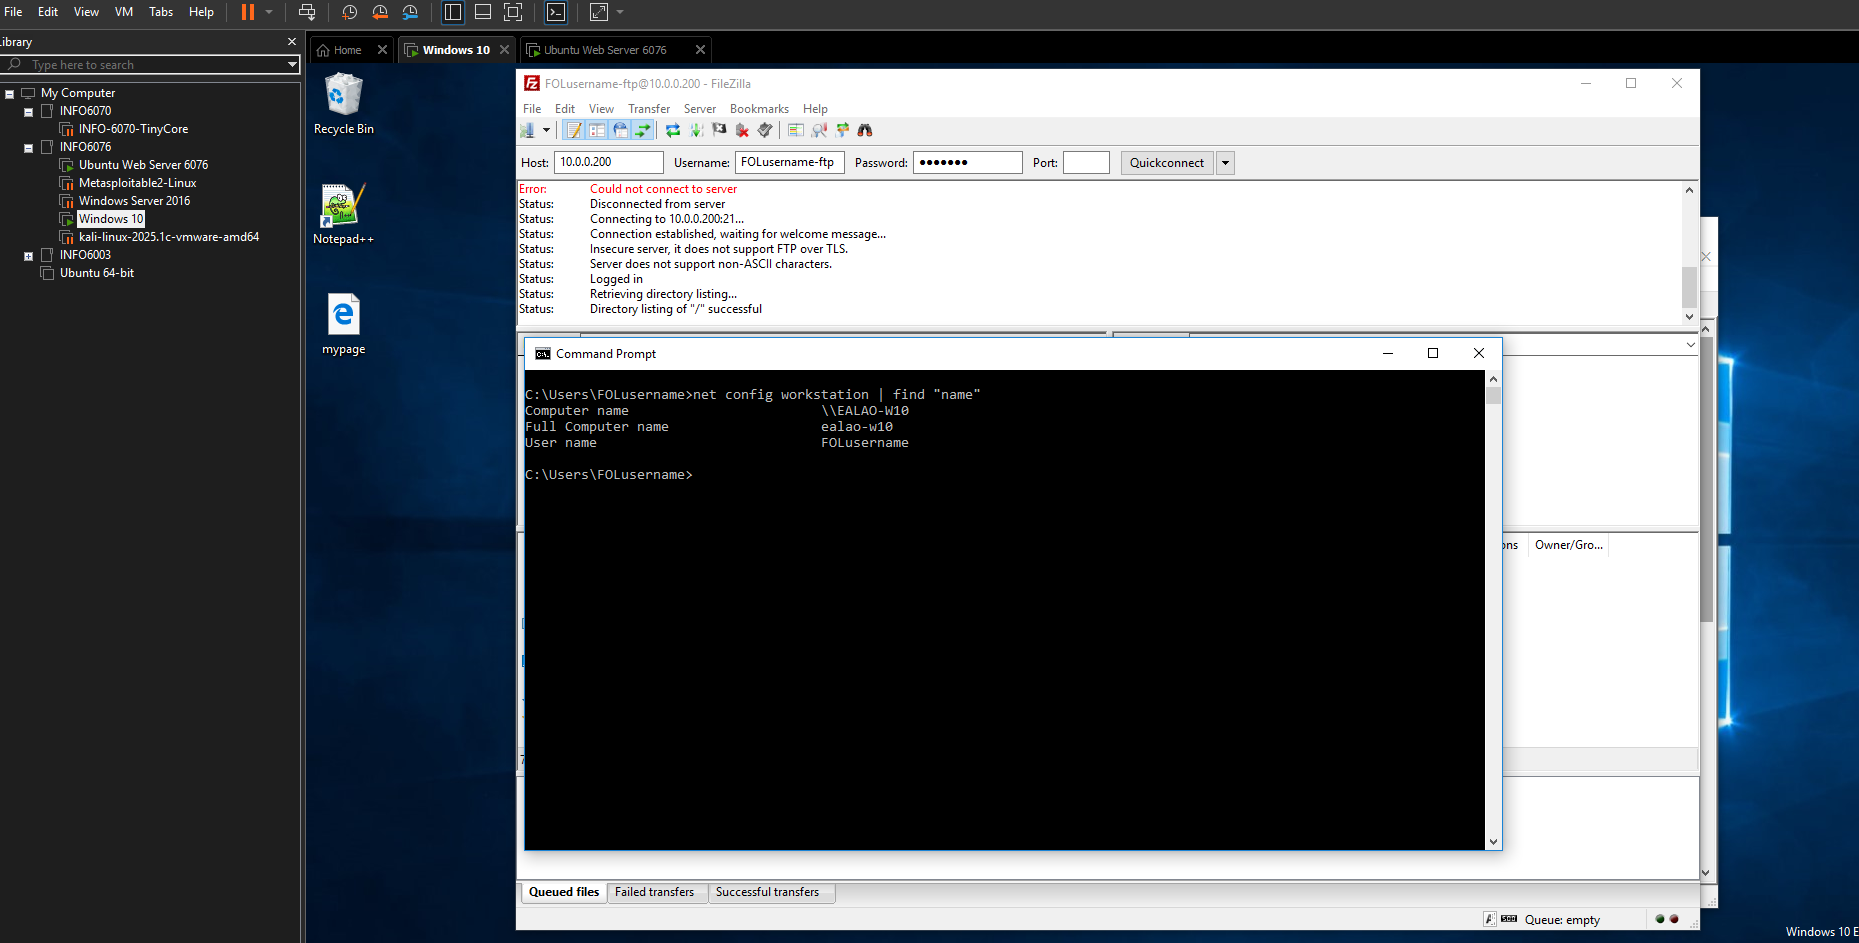 File Edit View VM Tabs Help
Library
Type here to search
My Computer
INFO6070
INFO-6070-TinyCore
INFO6076
Ubuntu Web Server 6076
Metasploitable2-Linux
Windows Server 2016
Windows 10
kali-linux-2025.1c-vmware-amd64
INFO6003
Ubuntu 64-bit
Home
Windows 10
Ubuntu Web Server 6076
Recycle Bin
Notepad++
mypage
FOLusername-ftp@10.0.0.200 - FileZilla
File Edit View Transfer Server Bookmarks Help
Host: 10.0.0.200 Username: FOLusername-ftp Password: ●●●●●●● Port: Quickconnect
Error: Could not connect to server
Status: Disconnected from server
Status: Connecting to 10.0.0.200:21...
Status: Connection established, waiting for welcome message...
Status: Insecure server, it does not support FTP over TLS.
Status: Server does not support non-ASCII characters.
Status: Logged in
Status: Retrieving directory listing...
Status: Directory listing of "/" successful
Command Prompt
C:\Users\FOLusername>net config workstation | find "name"
Computer name \\EALAO-W10
Full Computer name ealao-w10
User name FOLusername
C:\Users\FOLusername>
ons Owner/Gro...
Queued files Failed transfers Successful transfers
Queue: empty
Windows 10 E